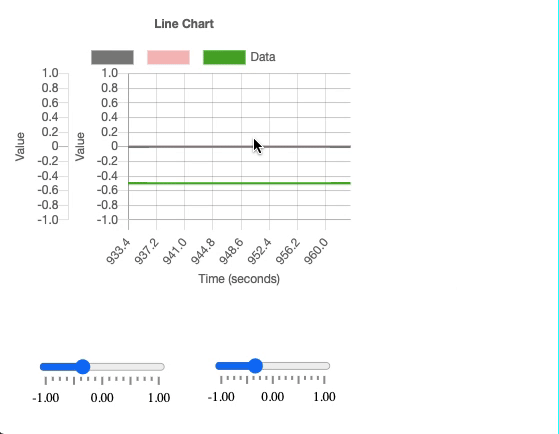 Line Chart
Data
1.0 1.0
0.8 0.8
0.6 0.6
0.4 0.4
0.2 0.2
0 0
-0.2 -0.2
-0.4 -0.4
-0.6 -0.6
-0.8 -0.8
-1.0 -1.0
Value
Value
933.4 937.2 941.0 944.8 948.6 952.4 956.2 960.0
Time (seconds)
-1.00 0.00 1.00 -1.00 0.00 1.00